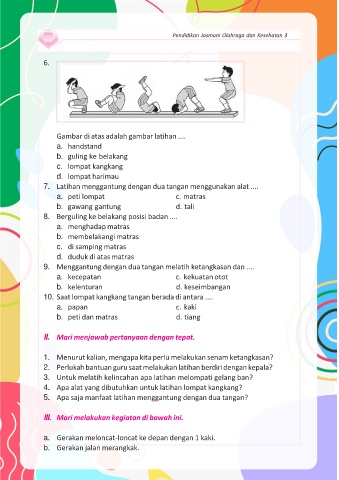 Pendidikan Jasmani Olahraga dan Kesehatan 3
6.
Gambar di atas adalah gambar latihan ....
a. handstand
b. guling ke belakang
c. lompat kangkang
d. lompat harimau
7. Latihan menggantung dengan dua tangan menggunakan alat ....
a. peti lompat c. matras
b. gawang gantung d. tali
8. Berguling ke belakang posisi badan ....
a. menghadap matras
b. membelakangi matras
c. di samping matras
d. duduk di atas matras
9. Menggantung dengan dua tangan melatih ketangkasan dan ....
a. kecepatan c. kekuatan otot
b. kelenturan d. keseimbangan
10. Saat lompat kangkang tangan berada di antara ....
a. papan c. kaki
b. peti dan matras d. tiang
II. Mari menjawab pertanyaan dengan tepat.
1. Menurut kalian, mengapa kita perlu melakukan senam ketangkasan?
2. Perlukah bantuan guru saat melakukan latihan berdiri dengan kepala?
3. Untuk melatih kelincahan apa latihan melompati gelang ban?
4. Apa alat yang dibutuhkan untuk latihan lompat kangkang?
5. Apa saja manfaat latihan menggantung dengan dua tangan?
III. Mari melakukan kegiatan di bawah ini.
a. Gerakan meloncat-loncat ke depan dengan 1 kaki.
b. Gerakan jalan merangkak.